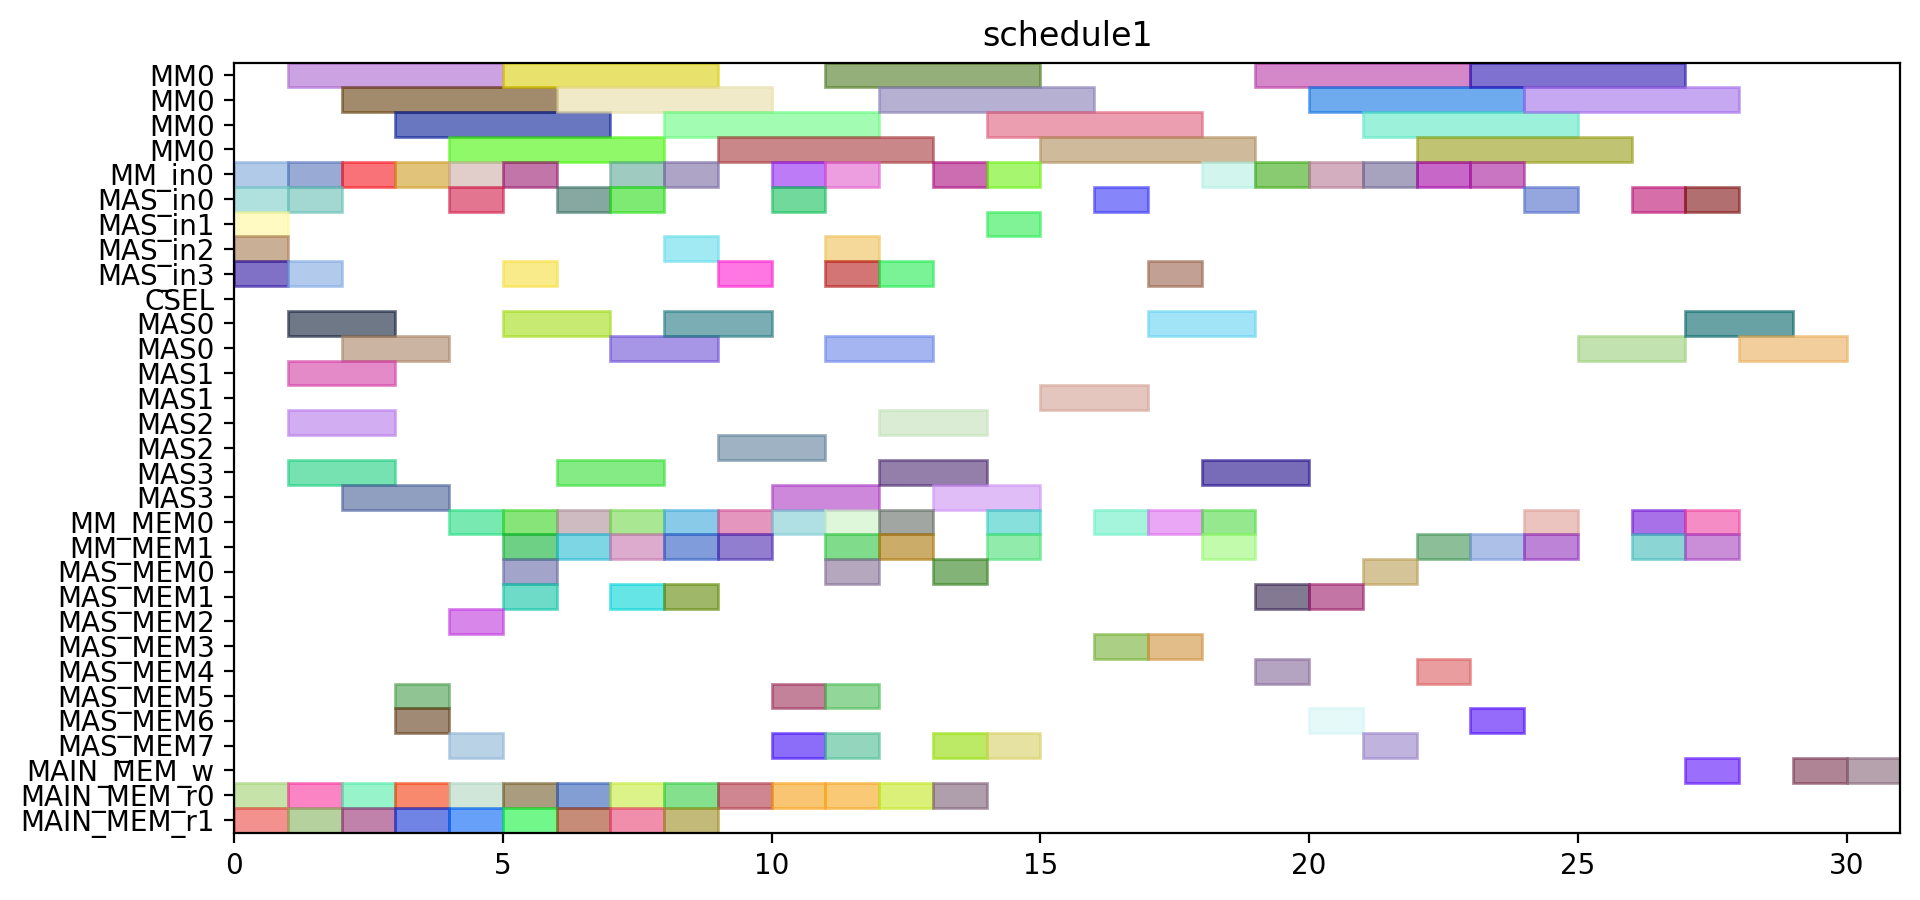 schedule1
MM0
MM0
MM0
MM0
MM_in0
MAS_in0
MAS_in1
MAS_in2
MAS_in3
CSEL
MAS0
MAS0
MAS1
MAS1
MAS2
MAS2
MAS3
MAS3
MM_MEM0
MM_MEM1
MAS_MEM0
MAS_MEM1
MAS_MEM2
MAS_MEM3
MAS_MEM4
MAS_MEM5
MAS_MEM6
MAS_MEM7
MAIN_MEM_w
MAIN_MEM_r0
MAIN_MEM_r1
0 5 10 15 20 25 30